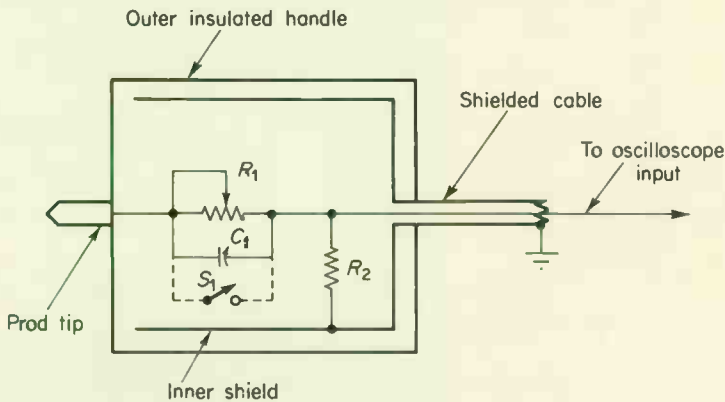 Outer insulated handle
Shielded cable
To oscilloscope
input
R1
C1
S1
R2
Prod tip
Inner shield